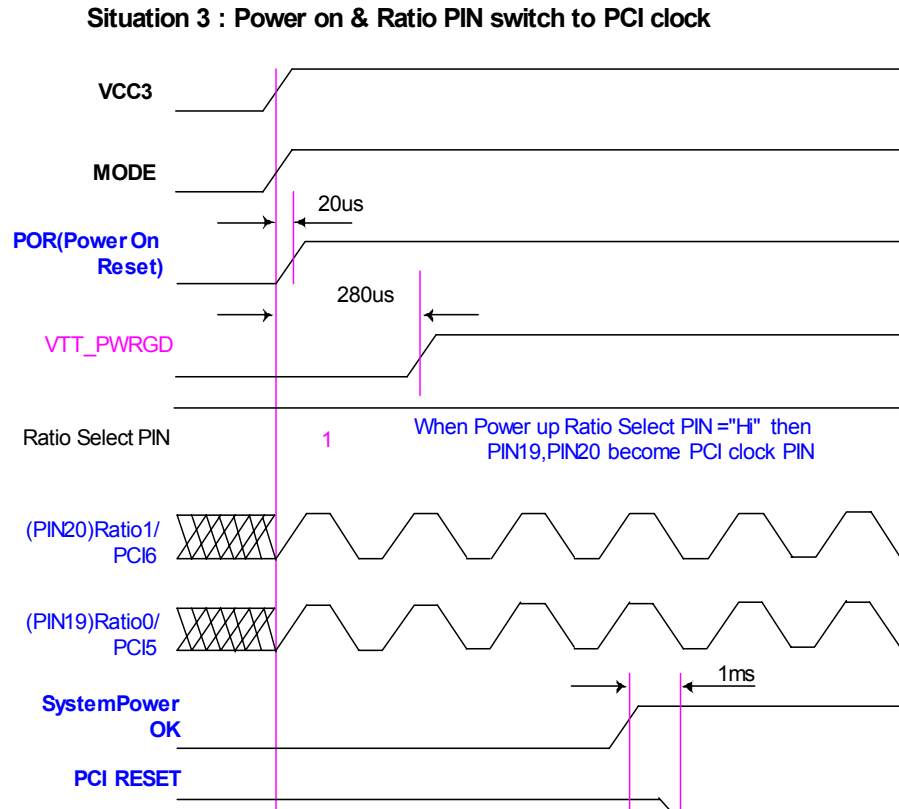 Situation 3 : Power on & Ratio PIN switch to PCI clock
VCC3
MODE
20us
POR(Power On
Reset)
280us
VTT_PWRGD
Ratio Select PIN
1
When Power up Ratio Select PIN ="Hi" then
PIN19,PIN20 become PCI clock PIN
(PIN20)Ratio1/
PCI6
(PIN19)Ratio0/
PCI5
1ms
SystemPower
OK
PCI RESET